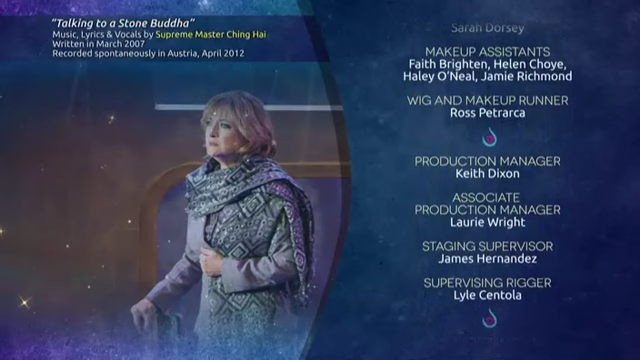 "Talking to a Stone Buddha"
Music, Lyrics & Vocals by Supreme Master Ching Hai
Written in March 2007
Recorded spontaneously in Austria, April 2012
Sarah Dorsey
MAKEUP ASSISTANTS
Faith Brighten, Helen Choye,
Haley O'Neal, Jamie Richmond
WIG AND MAKEUP RUNNER
Ross Petrarca
PRODUCTION MANAGER
Keith Dixon
ASSOCIATE
PRODUCTION MANAGER
Laurie Wright
STAGING SUPERVISOR
James Hernandez
SUPERVISING RIGGER
Lyle Centola